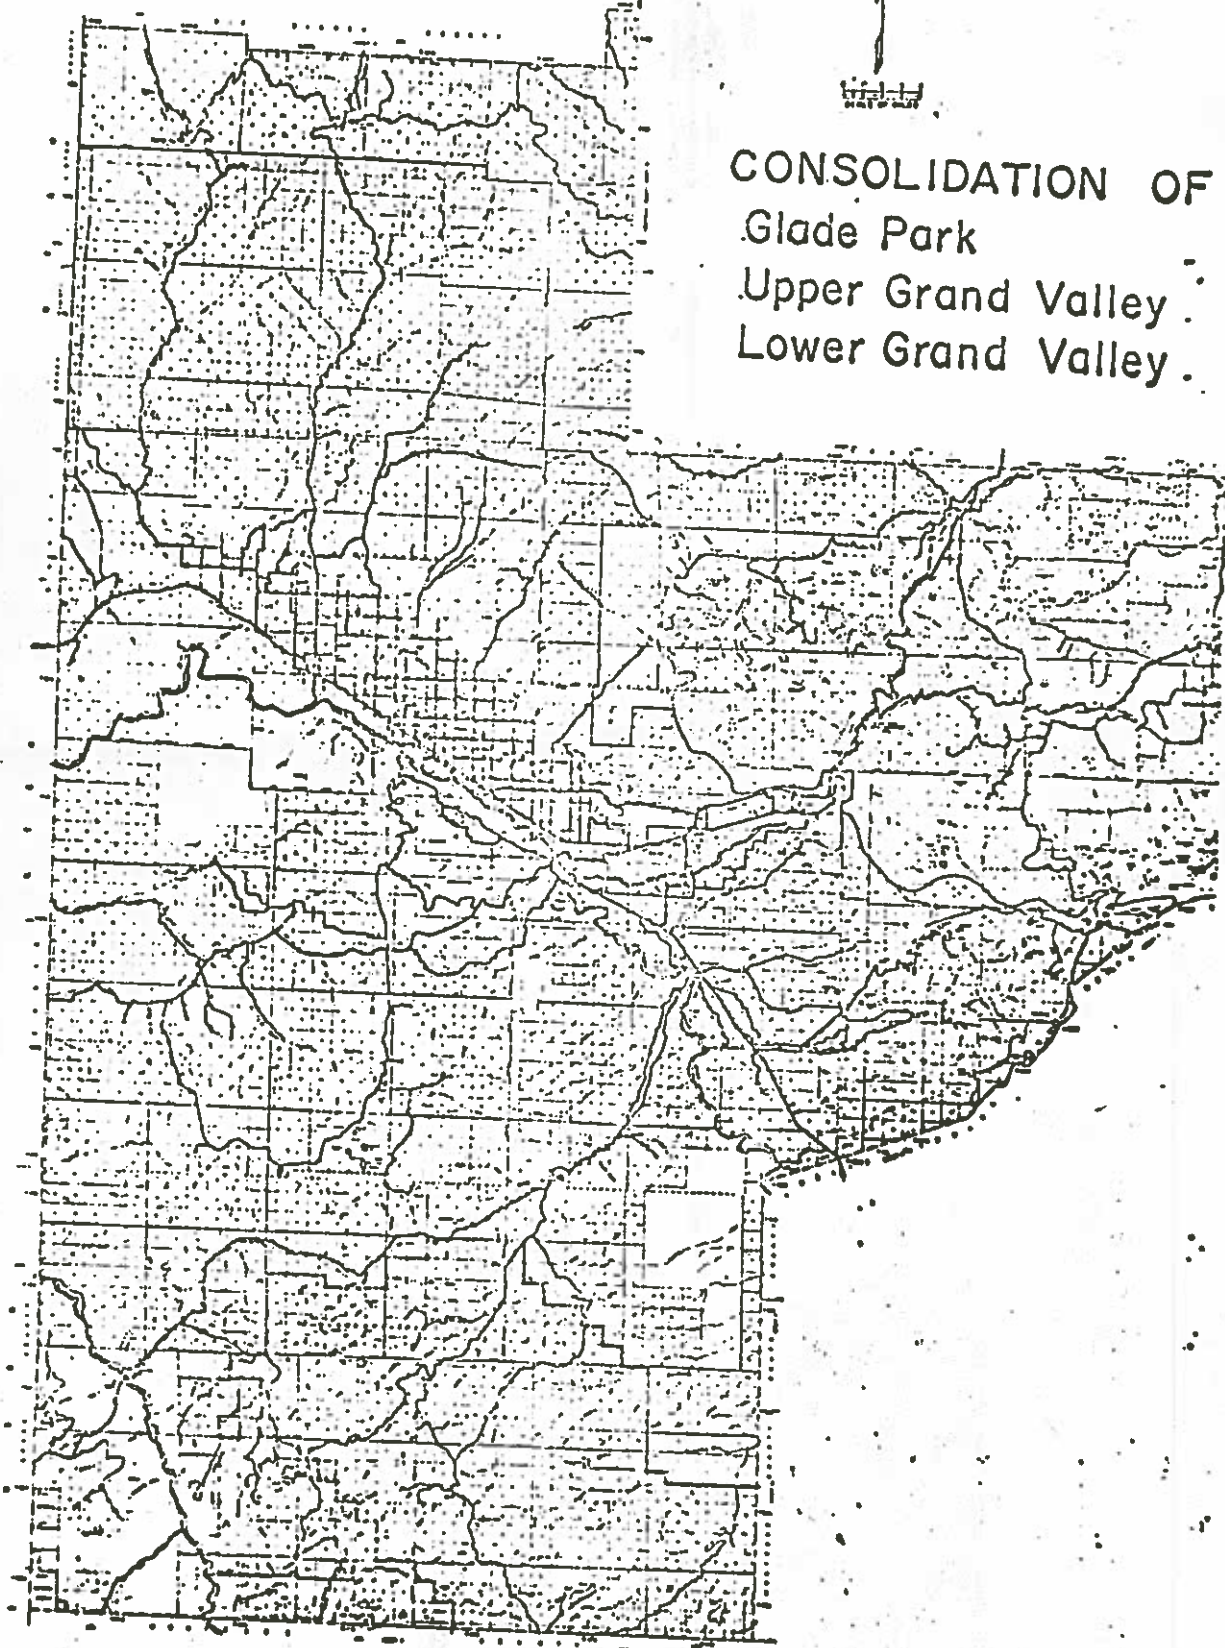 CONSOLIDATION OF
Glade Park
Upper Grand Valley
Lower Grand Valley